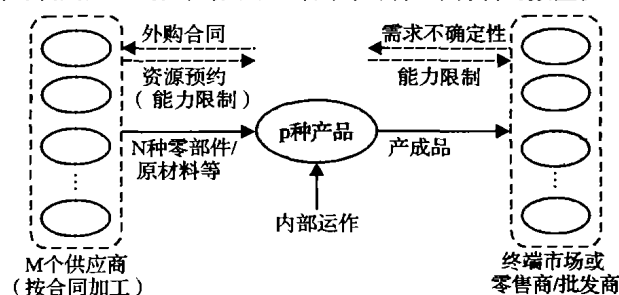 外购合同
资源预约
（能力限制）
N种零部件/
原材料等
M个供应商
（按合同加工）
p种产品
内部运作
需求不确定性
能力限制
产成品
终端市场或
零售商/批发商